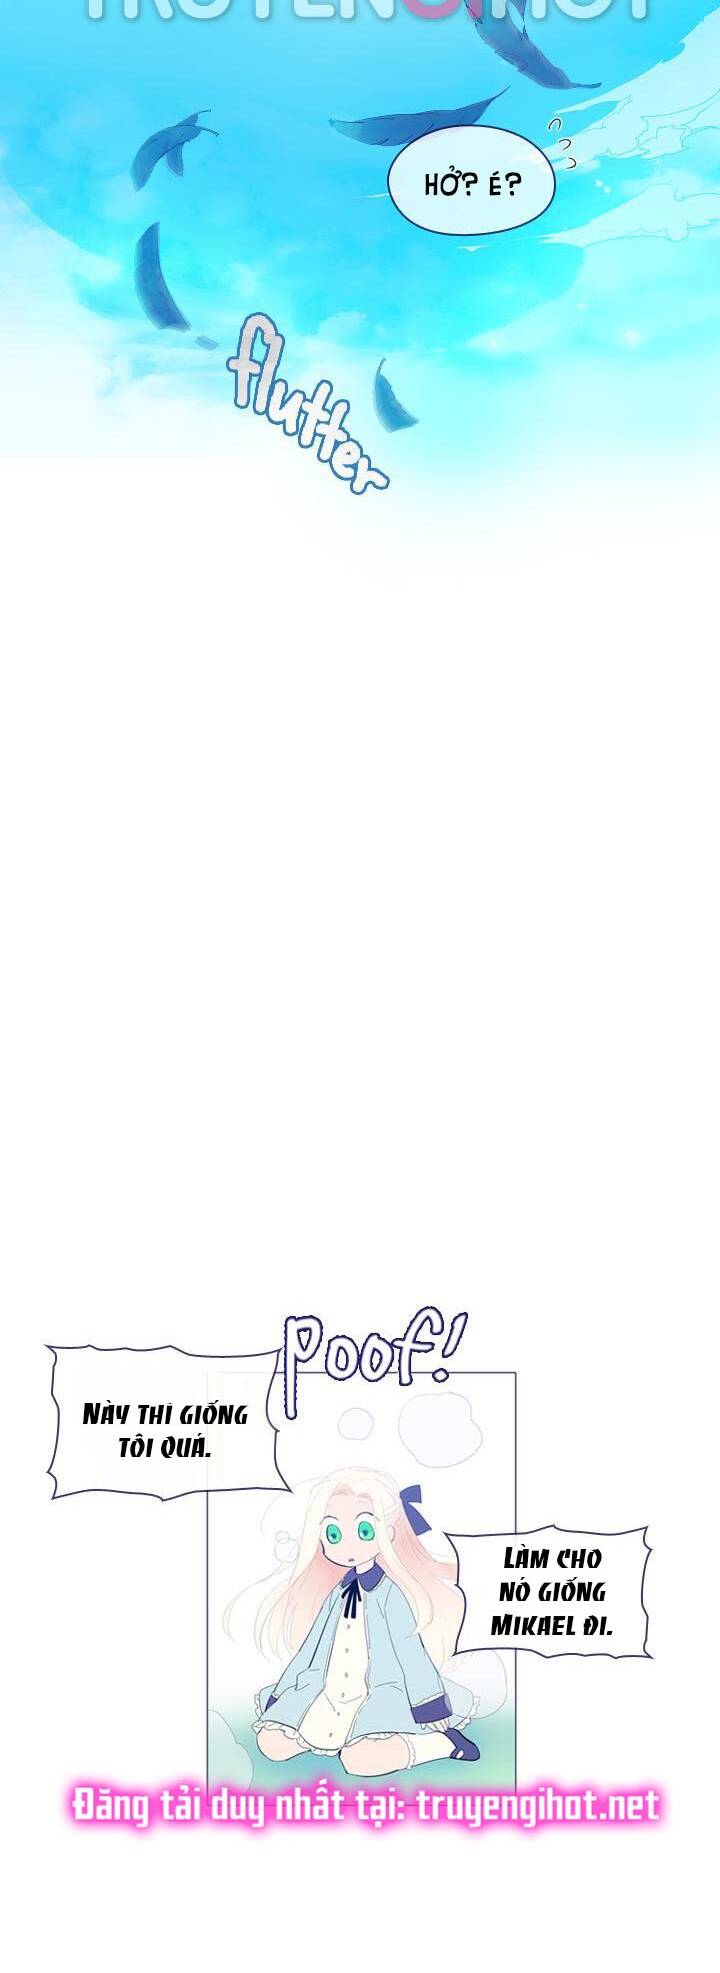 TRUYENGIHOT
HỞ? É?
flutter
Poof!
NÀY THÌ GIỐNG
TÔI QUÁ.
LÀM CHO
NÓ GIỐNG
MIKAEL ĐI.
Đăng tải duy nhất tại: truyengihot.net